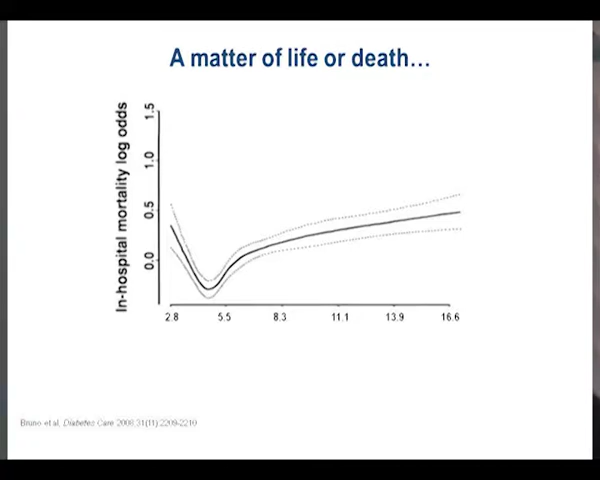 A matter of life or death…
In-hospital mortality log odds
1.5
1.0
0.5
0.0
2.8 5.5 8.3 11.1 13.9 16.6
Bruno et al, Diabetes Care 2008;31(11):2209-2210